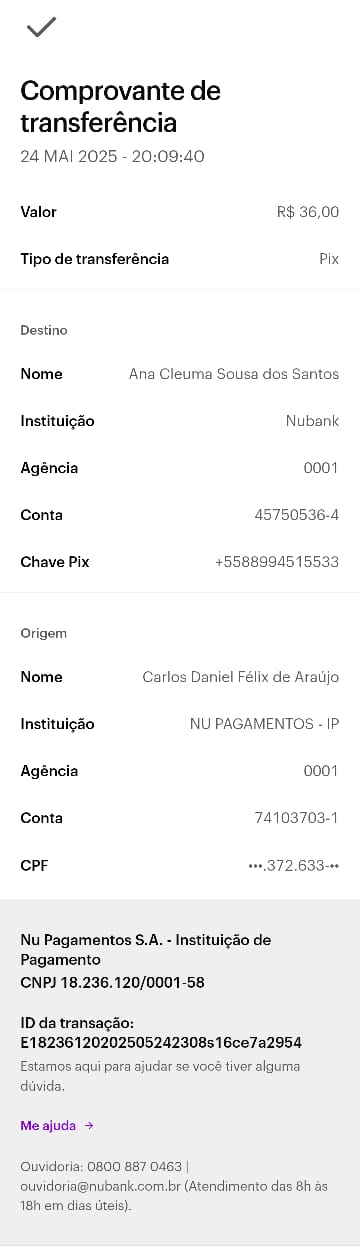 Comprovante de
transferência
24 MAI 2025 - 20:09:40
Valor R$ 36,00
Tipo de transferência Pix
Destino
Nome Ana Cleuma Sousa dos Santos
Instituição Nubank
Agência 0001
Conta 45750536-4
Chave Pix +5588994515533
Origem
Nome Carlos Daniel Félix de Araújo
Instituição NU PAGAMENTOS - IP
Agência 0001
Conta 74103703-1
CPF •••.372.633-••
Nu Pagamentos S.A. - Instituição de
Pagamento
CNPJ 18.236.120/0001-58
ID da transação:
E18236120202505242308s16ce7a2954
Estamos aqui para ajudar se você tiver alguma
dúvida.
Me ajuda →
Ouvidoria: 0800 887 0463 |
ouvidoria@nubank.com.br (Atendimento das 8h às
18h em dias úteis).